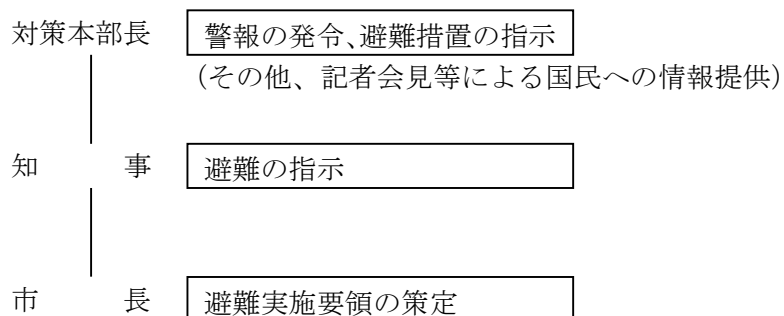 対策本部長 警報の発令、避難措置の指示
(その他、記者会見等による国民への情報提供)
知 事 避難の指示
市 長 避難実施要領の策定